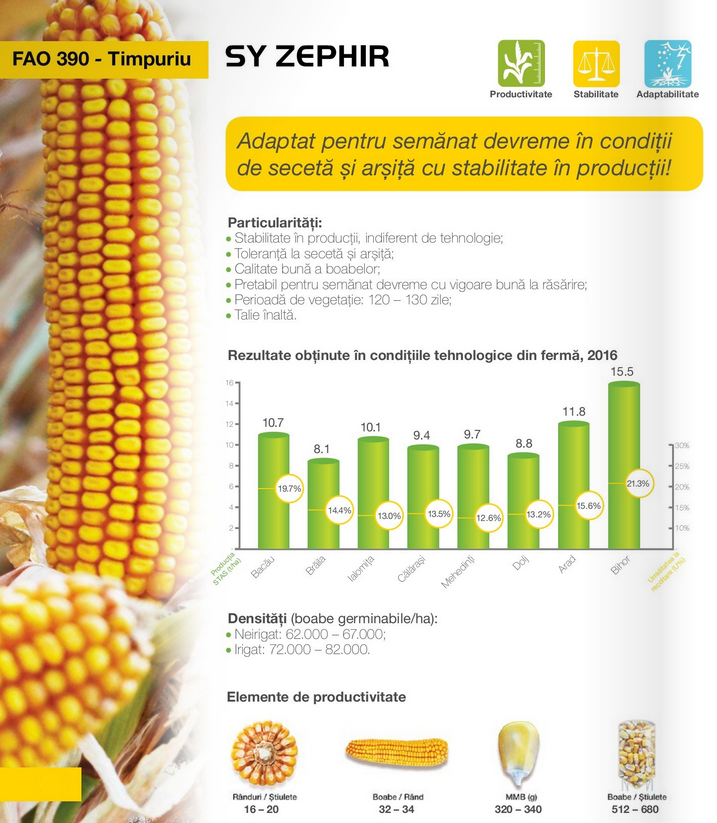 FAO 390 - Timpuriu
SY ZEPHIR
Productivitate
Stabilitate
Adaptabilitate
Adaptat pentru semănat devreme în condiții
de secetă și arșiță cu stabilitate în producții!
Particularități:
• Stabilitate în producții, indiferent de tehnologie;
• Toleranță la secetă și arșiță;
• Calitate bună a boabelor;
• Pretabil pentru semănat devreme cu vigoare bună la răsărire;
• Perioadă de vegetație: 120 – 130 zile;
• Talie înaltă.
Rezultate obținute în condițiile tehnologice din fermă, 2016
16
14
12
10
8
6
4
2
10.7
8.1
10.1
9.4
9.7
8.8
11.8
15.5
19.7%
14.4%
13.0%
13.5%
12.6%
13.2%
15.6%
21.3%
30%
25%
20%
15%
10%
Producția
STAS (t/ha)
Bacău
Brăila
Ialomița
Călărași
Mehedinți
Dolj
Arad
Bihor
Umiditatea la
recoltare (U%)
Densități (boabe germinabile/ha):
• Neirigat: 62.000 – 67.000;
• Irigat: 72.000 – 82.000.
Elemente de productivitate
Rânduri / Știulete
16 – 20
Boabe / Rând
32 – 34
MMB (g)
320 – 340
Boabe / Știulete
512 – 680